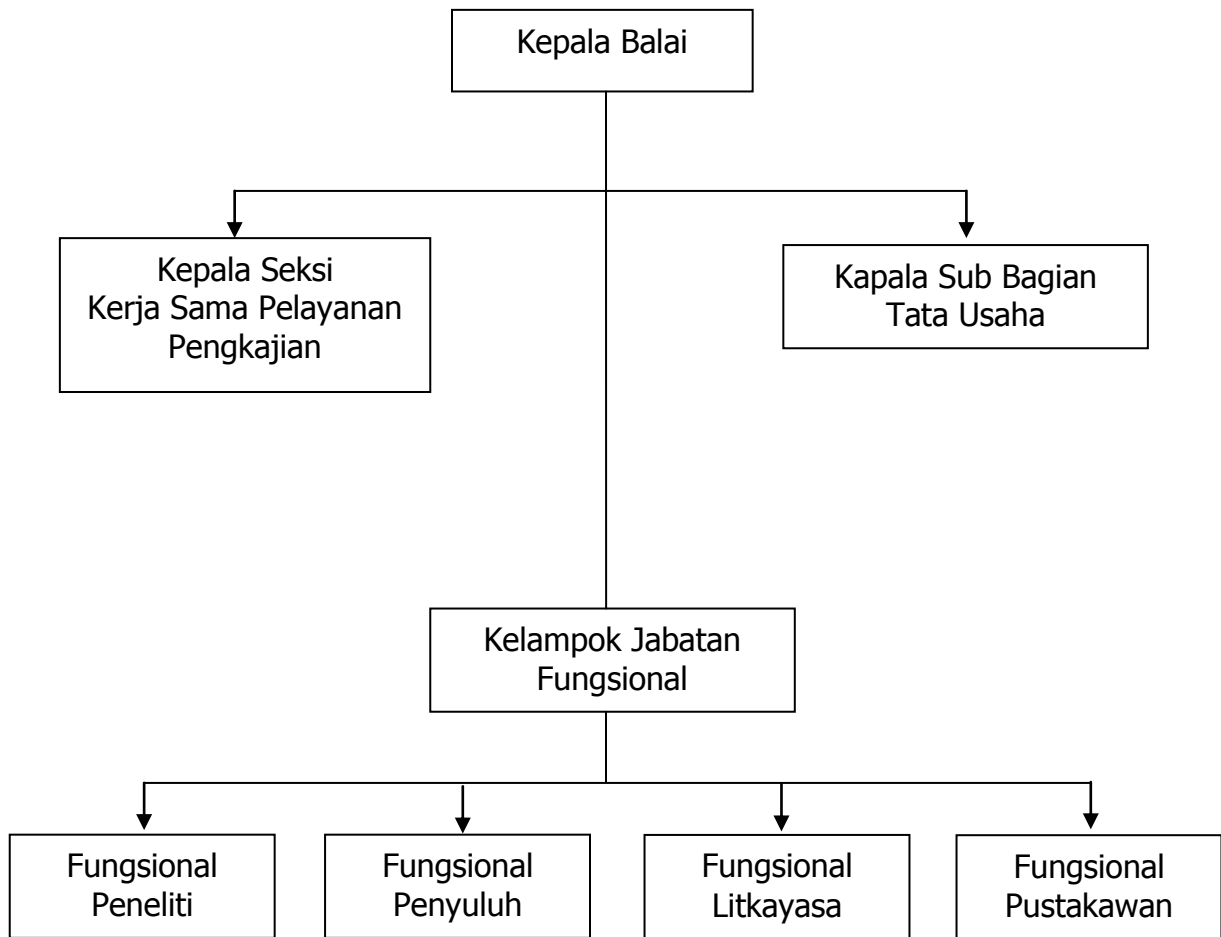 Kepala Balai
Kepala Seksi
Kerja Sama Pelayanan
Pengkajian
Kapala Sub Bagian
Tata Usaha
Kelampok Jabatan
Fungsional
Fungsional
Peneliti
Fungsional
Penyuluh
Fungsional
Litkayasa
Fungsional
Pustakawan